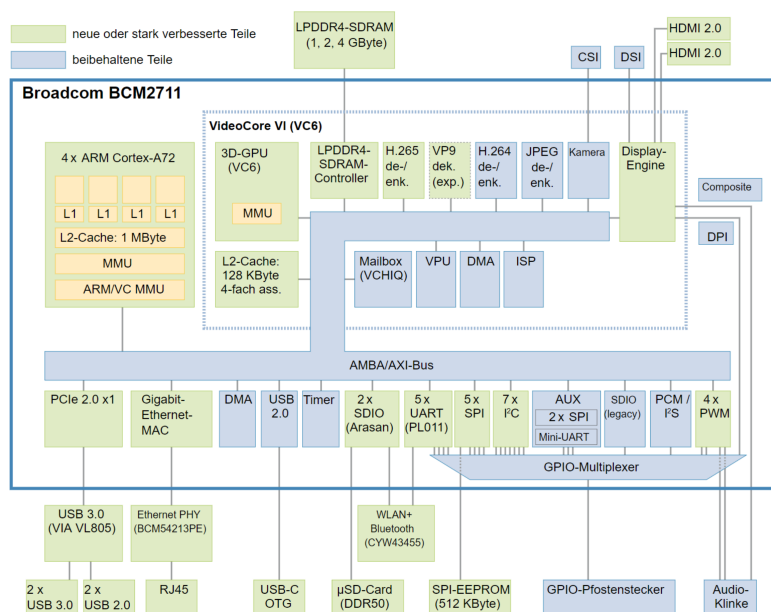 neue oder stark verbesserte Teile
beibehaltene Teile
LPDDR4-SDRAM
(1, 2, 4 GByte)
CSI
DSI
HDMI 2.0
HDMI 2.0
Broadcom BCM2711
VideoCore VI (VC6)
4 x ARM Cortex-A72
L1
L1
L1
L1
L2-Cache: 1 MByte
MMU
ARM/VC MMU
3D-GPU
(VC6)
MMU
LPDDR4-
SDRAM-
Controller
H.265
de-/
enk.
VP9
dek.
(exp.)
H.264
de-/
enk.
JPEG
de-/
enk.
Kamera
Display-
Engine
Composite
DPI
L2-Cache:
128 KByte
4-fach ass.
Mailbox
(VCHIQ)
VPU
DMA
ISP
AMBA/AXI-Bus
PCIe 2.0 x1
Gigabit-
Ethernet-
MAC
DMA
USB
2.0
Timer
2 x
SDIO
(Arasan)
5 x
UART
(PL011)
5 x
SPI
7 x
I²C
AUX
2 x SPI
Mini-UART
SDIO
(legacy)
PCM /
I²S
4 x
PWM
GPIO-Multiplexer
USB 3.0
(VIA VL805)
Ethernet PHY
(BCM54213PE)
WLAN+
Bluetooth
(CYW43455)
2 x
USB 3.0
2 x
USB 2.0
RJ45
USB-C
OTG
µSD-Card
(DDR50)
SPI-EEPROM
(512 KByte)
GPIO-Pfostenstecker
Audio-
Klinke